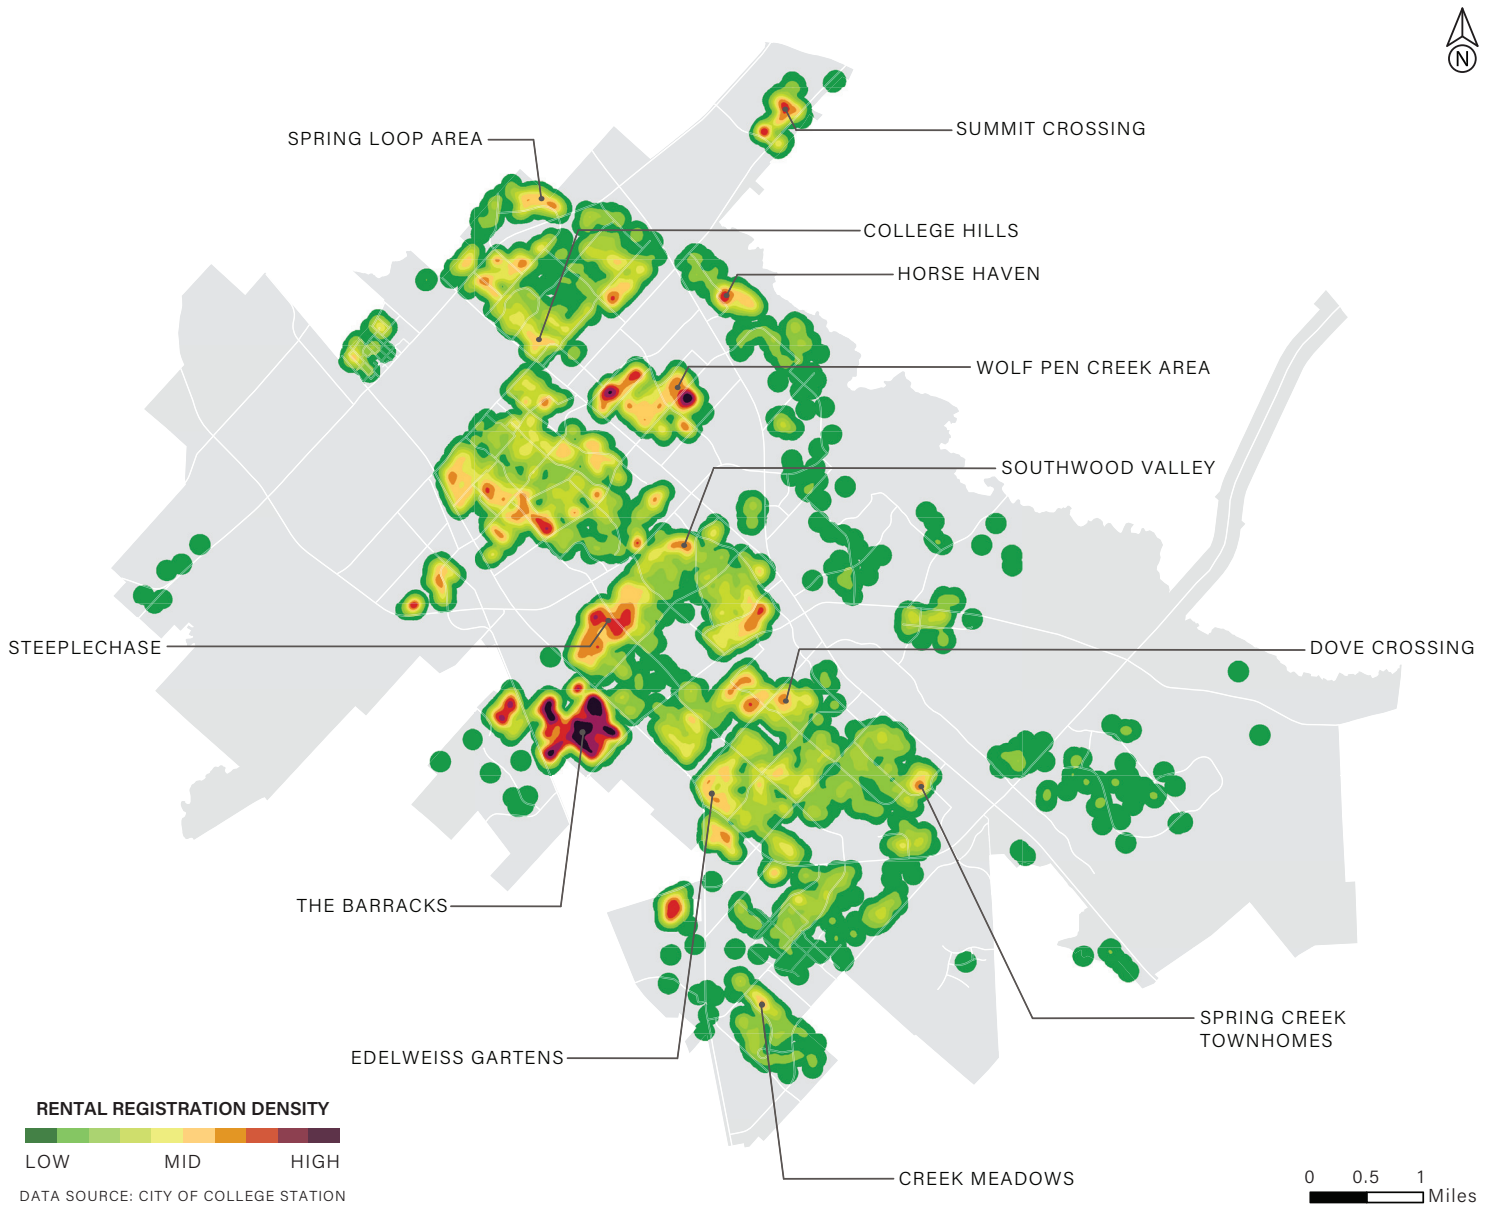 N
SUMMIT CROSSING
SPRING LOOP AREA
COLLEGE HILLS
HORSE HAVEN
WOLF PEN CREEK AREA
SOUTHWOOD VALLEY
STEEPLECHASE
DOVE CROSSING
THE BARRACKS
SPRING CREEK
TOWNHOMES
EDELWEISS GARTENS
CREEK MEADOWS
RENTAL REGISTRATION DENSITY
LOW MID HIGH
DATA SOURCE: CITY OF COLLEGE STATION
0 0.5 1
Miles